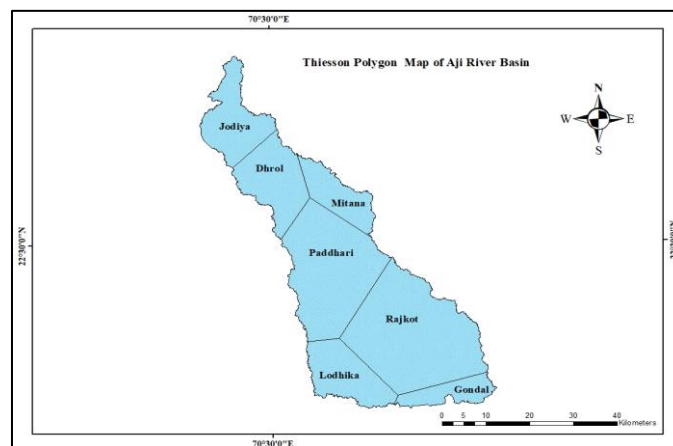 70°30'0"E
Thiesson Polygon Map of Aji River Basin
N
W E
S
Jodiya
Dhrol
Mitana
22°30'0"N
Paddhari
Rajkot
Lodhika
Gondal
0 5 10 20 30 40
Kilometers
70°30'0"E